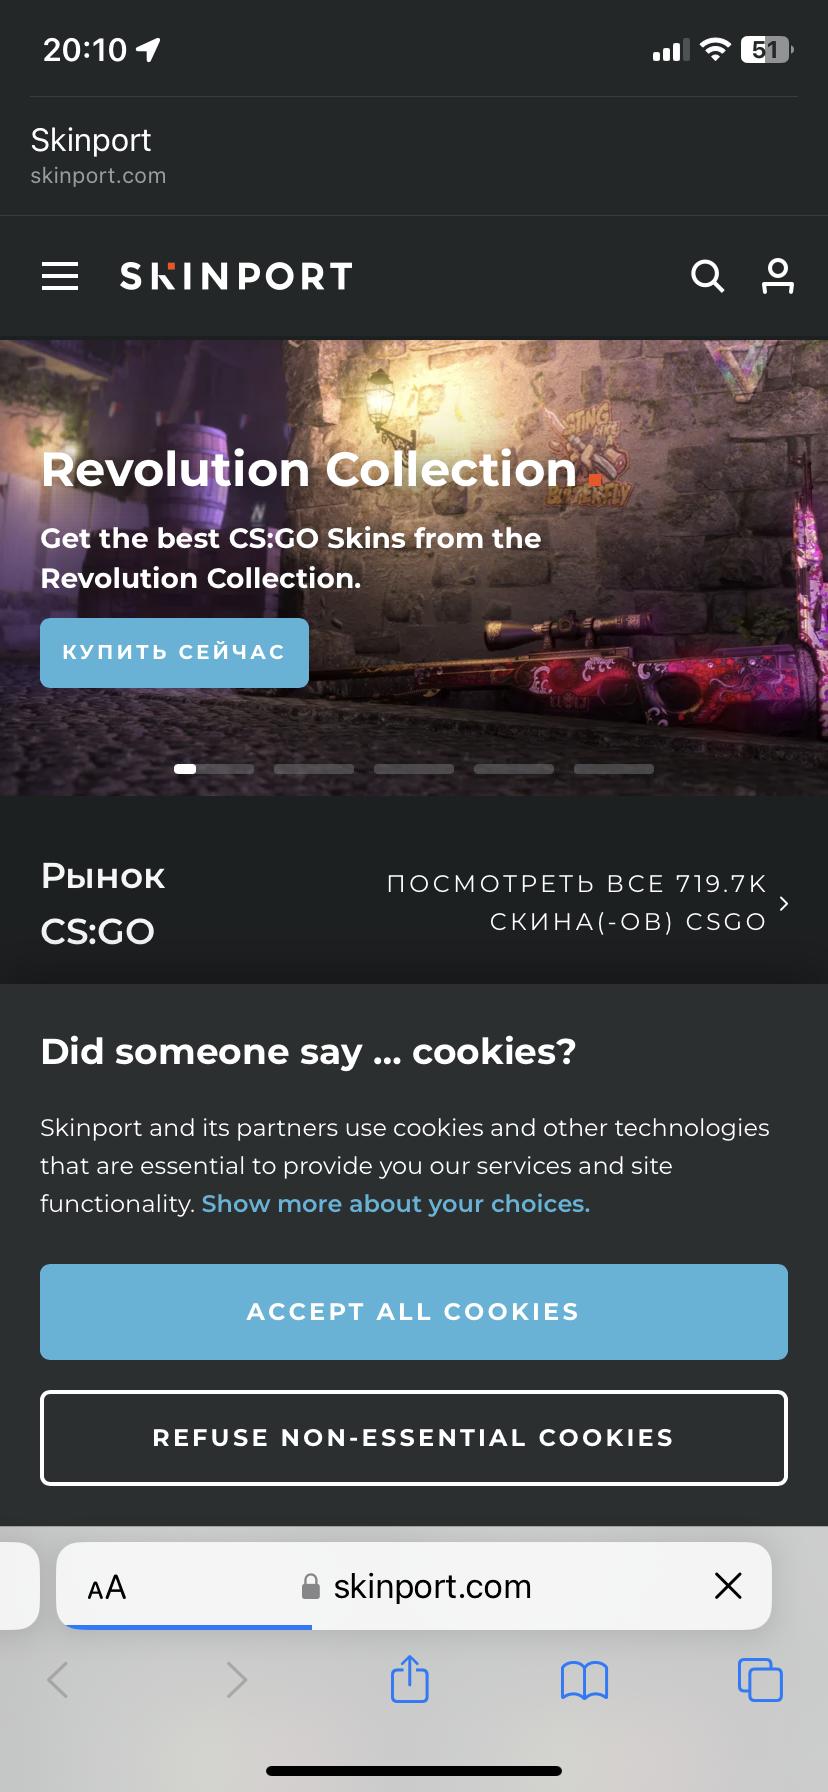 20:10
51
Skinport
skinport.com
SKINPORT
STING
BUTTERFLY
Revolution Collection.
Get the best CS:GO Skins from the
Revolution Collection.
КУПИТЬ СЕЙЧАС
Рынок
CS:GO
ПОСМОТРЕТЬ ВСЕ 719.7K
СКИНА(-ОВ) CSGO
Did someone say ... cookies?
Skinport and its partners use cookies and other technologies
that are essential to provide you our services and site
functionality. Show more about your choices.
ACCEPT ALL COOKIES
REFUSE NON-ESSENTIAL COOKIES
AA
skinport.com